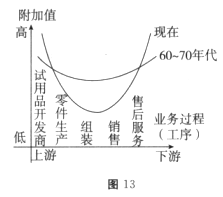 附加值
高
现在
60~70年代
试用品开发商
零件生产
组装
销售
售后服务
业务过程
(工序)
低
上游
下游
图 13